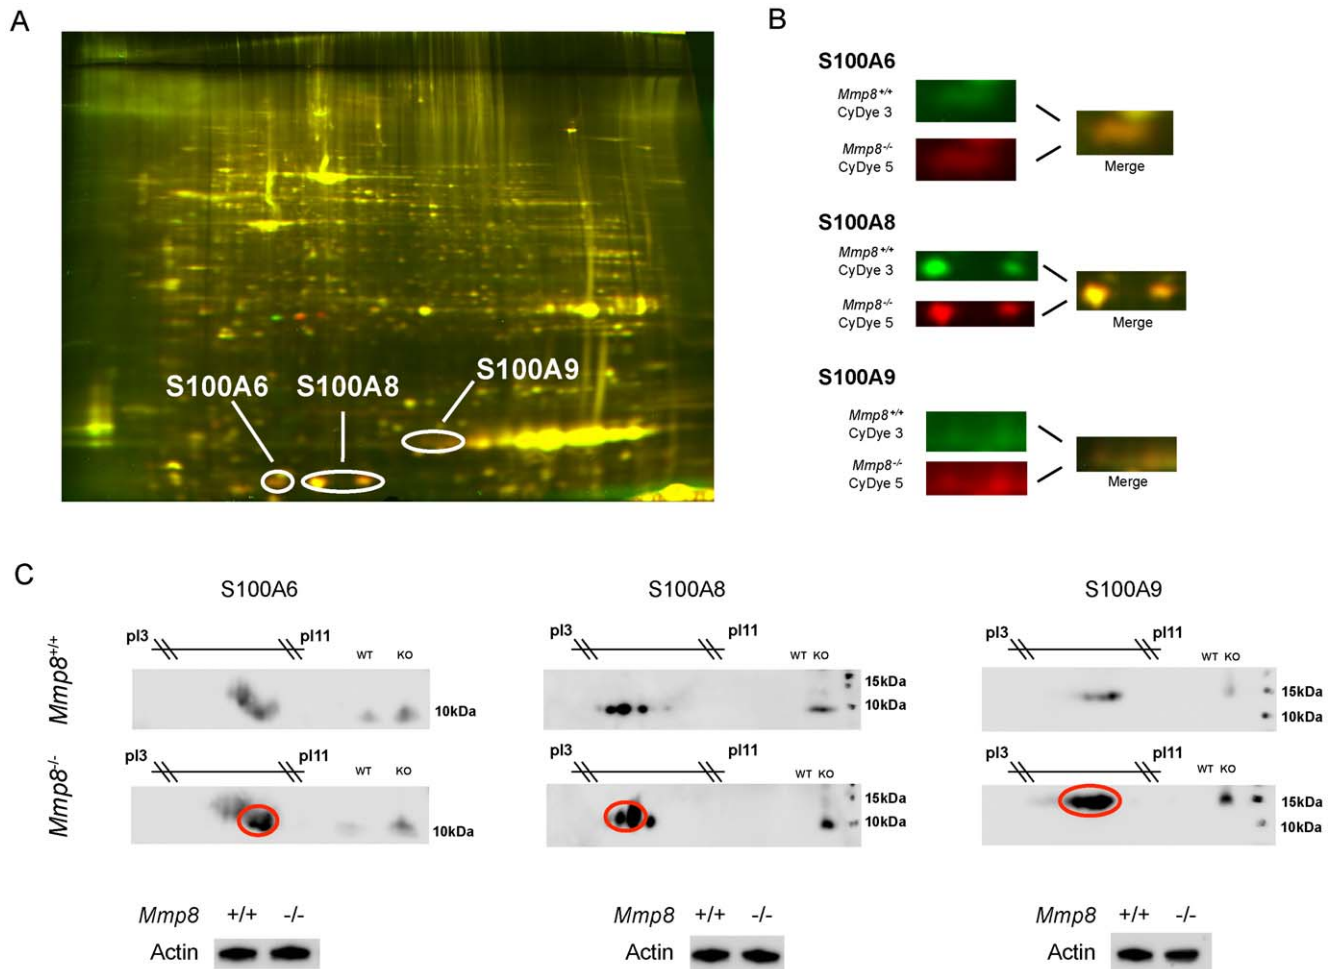 A
S100A6
S100A8
S100A9
B
S100A6
Mmp8+/+
CyDye 3
Mmp8-/-
CyDye 5
Merge
S100A8
Mmp8+/+
CyDye 3
Mmp8-/-
CyDye 5
Merge
S100A9
Mmp8+/+
CyDye 3
Mmp8-/-
CyDye 5
Merge
C
S100A6
S100A8
S100A9
Mmp8+/+
pI3
pI11
WT KO
10kDa
pI3
pI11
WT KO
15kDa
10kDa
pI3
pI11
WT KO
15kDa
10kDa
Mmp8-/-
pI3
pI11
WT KO
10kDa
pI3
pI11
WT KO
15kDa
10kDa
pI3
pI11
WT KO
15kDa
10kDa
Mmp8 +/+ -/-
Actin
Mmp8 +/+ -/-
Actin
Mmp8 +/+ -/-
Actin